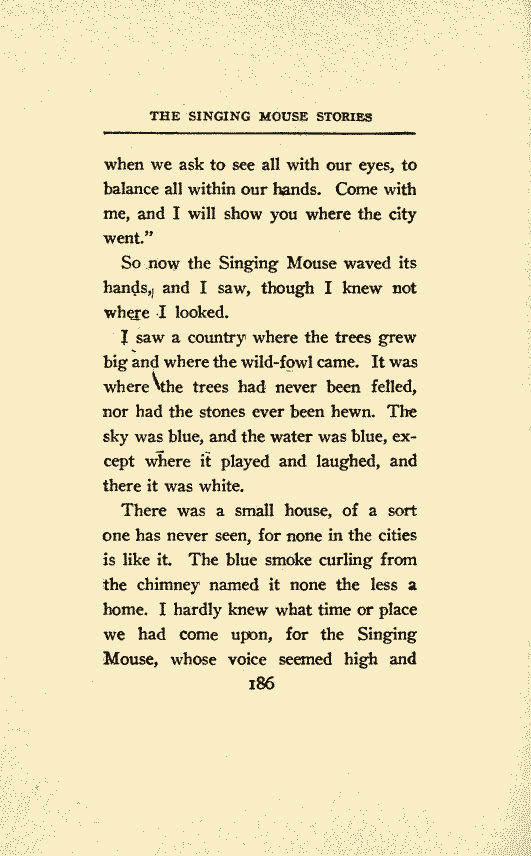 THE SINGING MOUSE STORIES
when we ask to see all with our eyes, to
balance all within our hands. Come with
me, and I will show you where the city
went."
So now the Singing Mouse waved its
hands, and I saw, though I knew not
where I looked.
I saw a country where the trees grew
big and where the wild-fowl came. It was
where the trees had never been felled,
nor had the stones ever been hewn. The
sky was blue, and the water was blue, ex-
cept where it played and laughed, and
there it was white.
There was a small house, of a sort
one has never seen, for none in the cities
is like it. The blue smoke curling from
the chimney named it none the less a
home. I hardly knew what time or place
we had come upon, for the Singing
Mouse, whose voice seemed high and
186